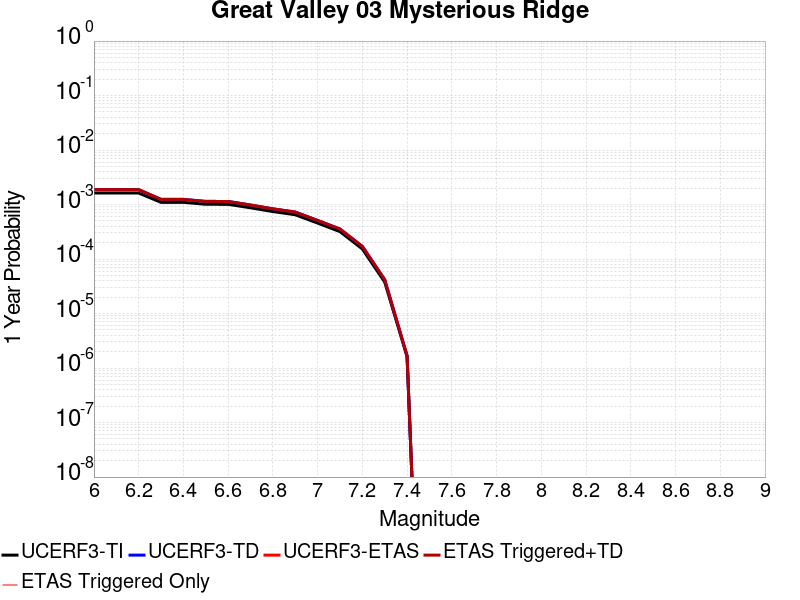 Great Valley 03 Mysterious Ridge
10^0
10^-1
10^-2
10^-3
10^-4
10^-5
10^-6
10^-7
10^-8
1 Year Probability
6 6.2 6.4 6.6 6.8 7 7.2 7.4 7.6 7.8 8 8.2 8.4 8.6 8.8 9
Magnitude
UCERF3-TI UCERF3-TD UCERF3-ETAS ETAS Triggered+TD
ETAS Triggered Only